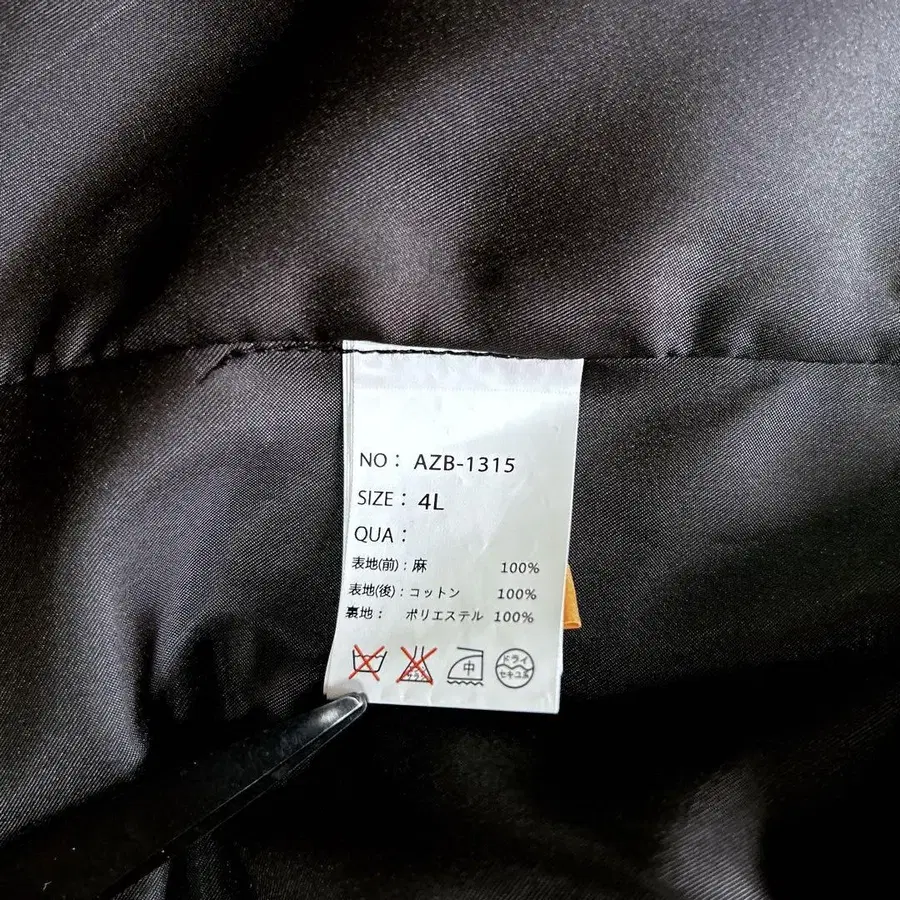 NO： AZB-1315
SIZE： 4L
QUA：
表地(前)：麻 100%
表地(後)：コットン 100%
裏地： ポリエステル 100%
中 ドライ
セキユ系